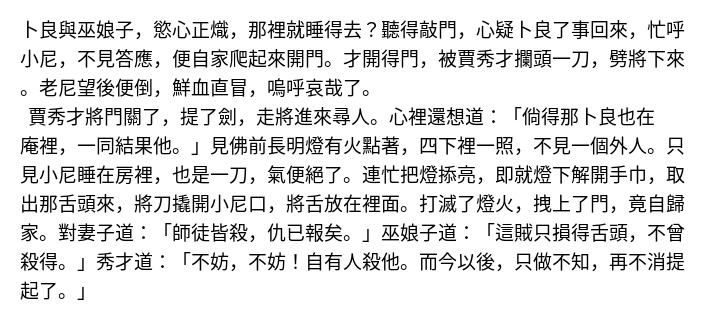 卜良與巫娘子，慾心正熾，那裡就睡得去？聽得敲門，心疑卜良了事回來，忙呼
小尼，不見答應，便自家爬起來開門。才開得門，被賈秀才攔頭一刀，劈將下來
。老尼望後便倒，鮮血直冒，嗚呼哀哉了。
賈秀才將門關了，提了劍，走將進來尋人。心裡還想道：「倘得那卜良也在
庵裡，一同結果他。」見佛前長明燈有火點著，四下裡一照，不見一個外人。只
見小尼睡在房裡，也是一刀，氣便絕了。連忙把燈掭亮，即就燈下解開手巾，取
出那舌頭來，將刀撬開小尼口，將舌放在裡面。打滅了燈火，拽上了門，竟自歸
家。對妻子道：「師徒皆殺，仇已報矣。」巫娘子道：「這賊只損得舌頭，不曾
殺得。」秀才道：「不妨，不妨！自有人殺他。而今以後，只做不知，再不消提
起了。」